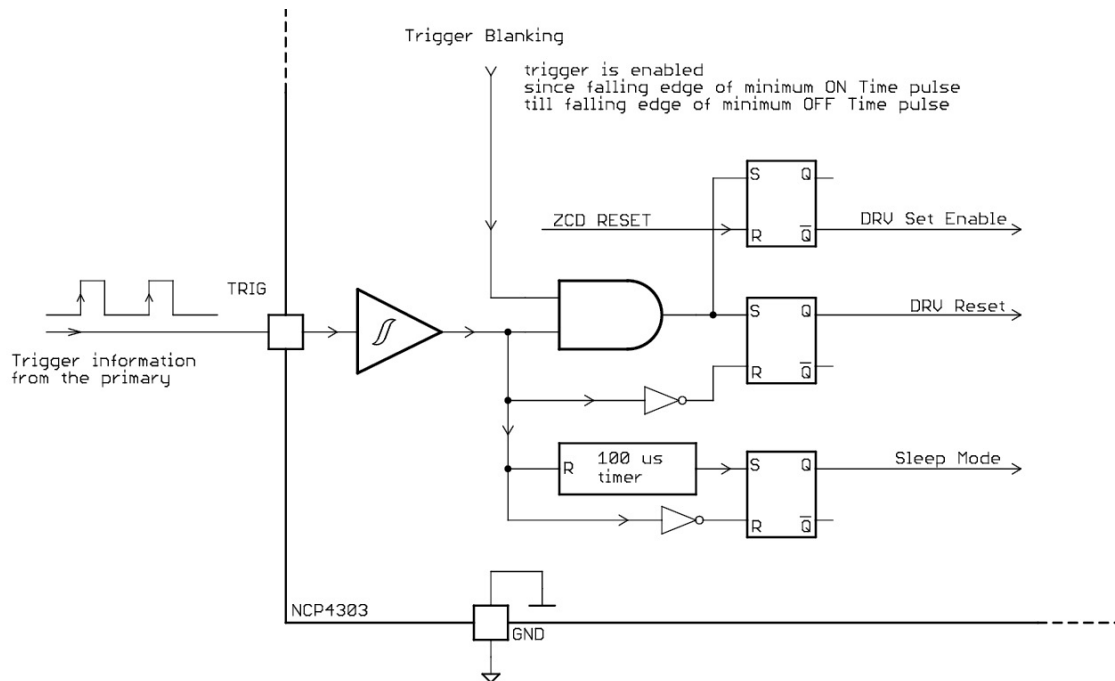 Trigger Blanking
trigger is enabled
since falling edge of minimum ON Time pulse
till falling edge of minimum OFF Time pulse
S Q
ZCD RESET
R Q̅
DRV Set Enable
TRIG
S Q
DRV Reset
R Q̅
Trigger information
from the primary
R 100 us
timer
S Q
Sleep Mode
R Q̅
NCP4303
GND